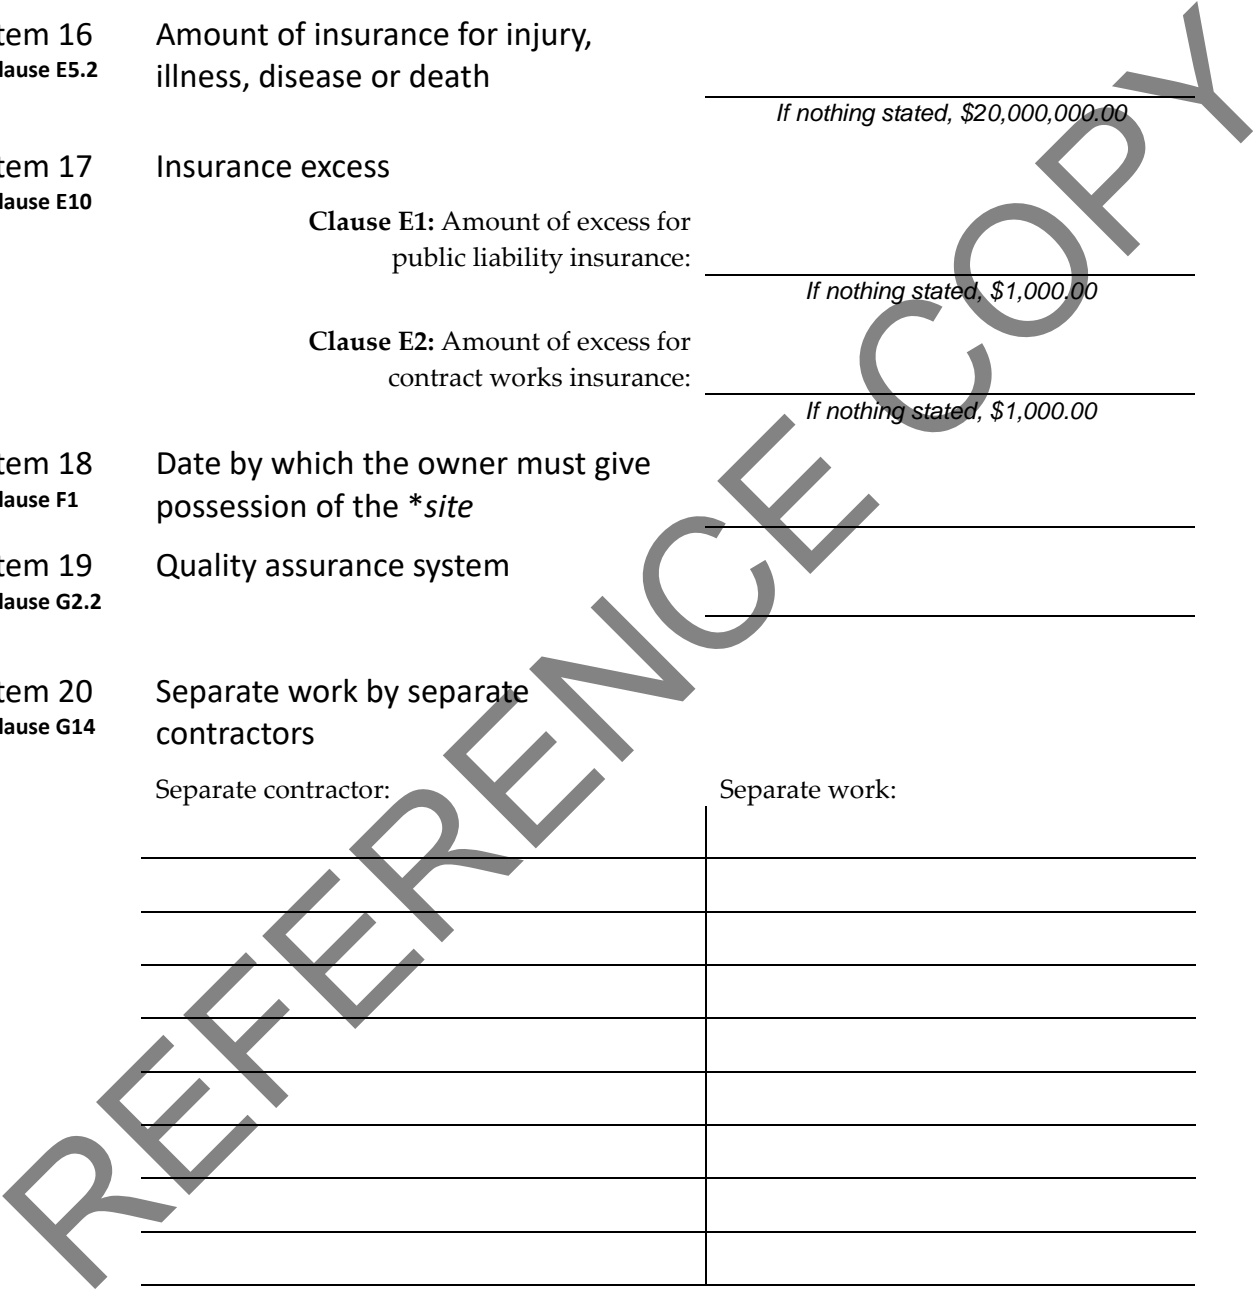 tem 16 Amount of insurance for injury,
lause E5.2 illness, disease or death
If nothing stated, $20,000,000.00
tem 17 Insurance excess
lause E10
Clause E1: Amount of excess for
public liability insurance:
If nothing stated, $1,000.00
Clause E2: Amount of excess for
contract works insurance:
If nothing stated, $1,000.00
tem 18 Date by which the owner must give
lause F1 possession of the *site
tem 19 Quality assurance system
lause G2.2
tem 20 Separate work by separate
lause G14 contractors
Separate contractor: Separate work:
REFERENCE COPY